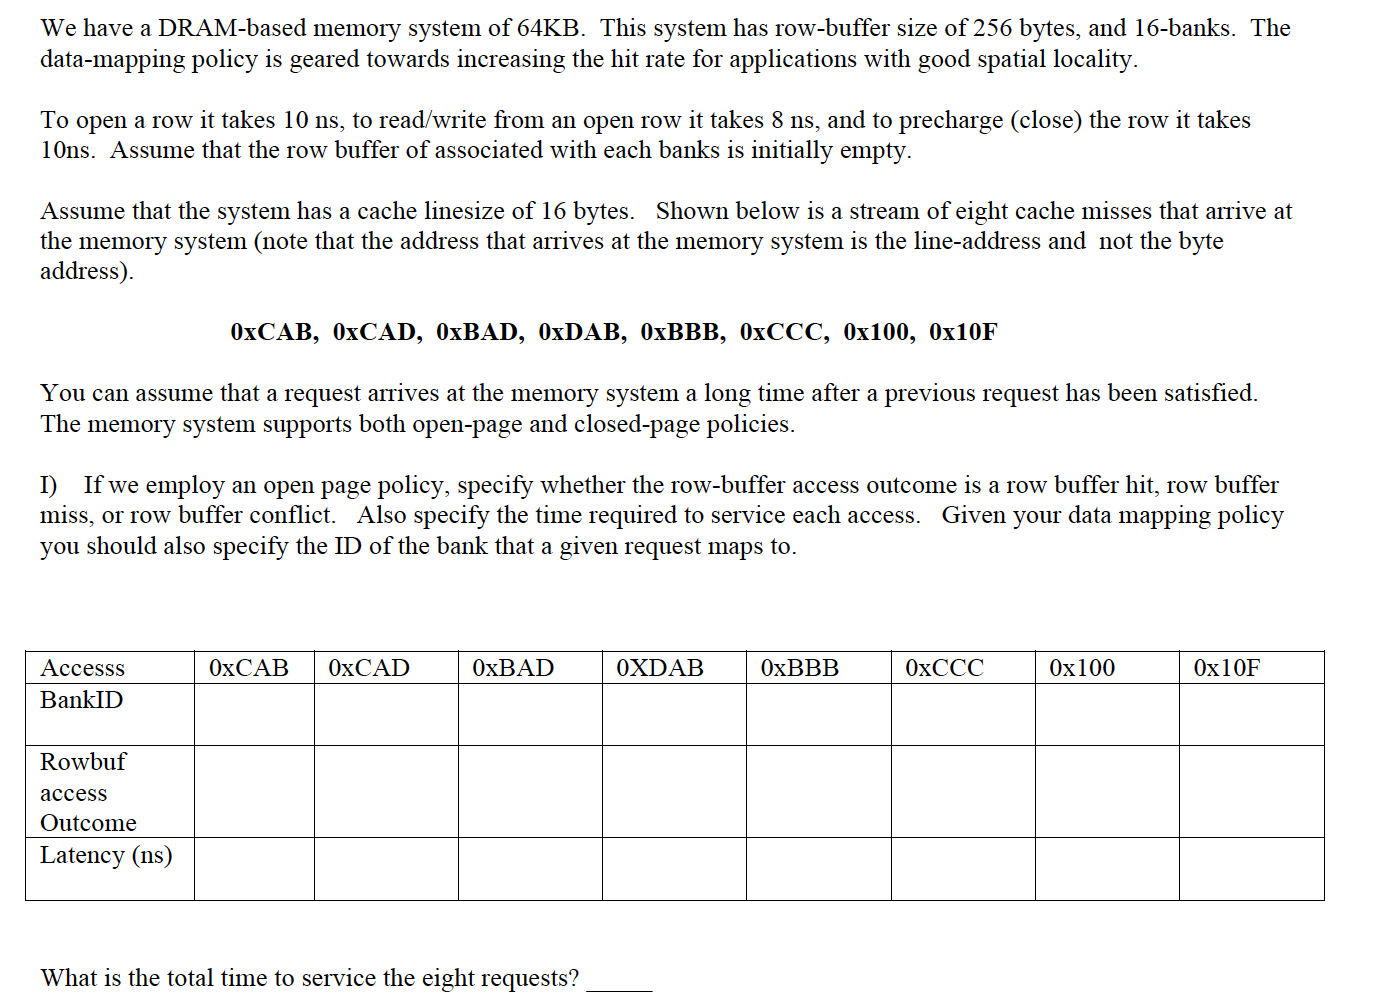 We have a DRAM-based memory system of 64KB.  This system has row-buffer size of 256 bytes, and 16-banks.  The
data-mapping policy is geared towards increasing the hit rate for applications with good spatial locality.
To open a row it takes 10 ns, to read/write from an open row it takes 8 ns, and to precharge (close) the row it takes
10ns.  Assume that the row buffer of associated with each banks is initially empty.
Assume that the system has a cache linesize of 16 bytes.   Shown below is a stream of eight cache misses that arrive at
the memory system (note that the address that arrives at the memory system is the line-address and  not the byte
address).
0xCAB,  0xCAD,  0xBAD,  0xDAB,  0xBBB,  0xCCC,  0x100,  0x10F
You can assume that a request arrives at the memory system a long time after a previous request has been satisfied.
The memory system supports both open-page and closed-page policies.
I)    If we employ an open page policy, specify whether the row-buffer access outcome is a row buffer hit, row buffer
miss, or row buffer conflict.   Also specify the time required to service each access.   Given your data mapping policy
you should also specify the ID of the bank that a given request maps to.
Accesss 0xCAB 0xCAD 0xBAD 0XDAB 0xBBB 0xCCC 0x100 0x10F
BankID
Rowbuf
access
Outcome
Latency (ns)
What is the total time to service the eight requests? _____